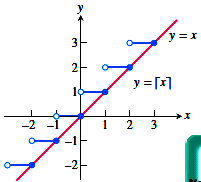 y
3
y = x
2
y = ⌈x⌉
1
-2 -1 1 2 3 x
-1
-2